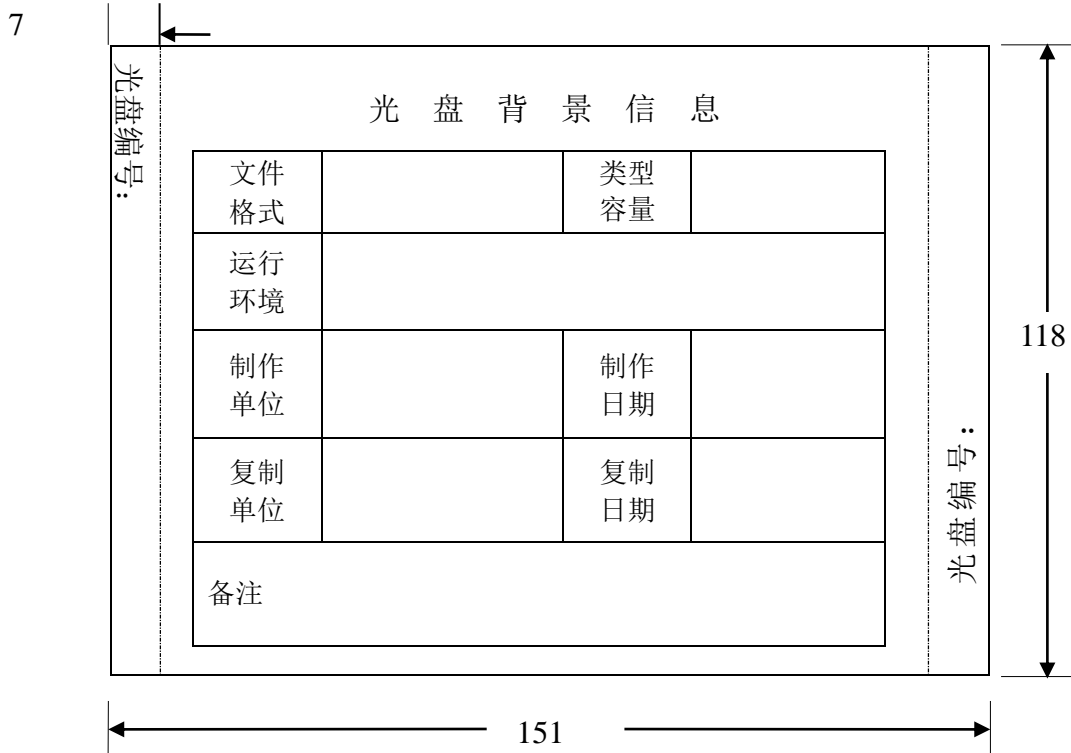 7
光盘编号：
光盘背景信息
文件
格式
类型
容量
运行
环境
制作
单位
制作
日期
复制
单位
复制
日期
备注
光盘编号：
118
151